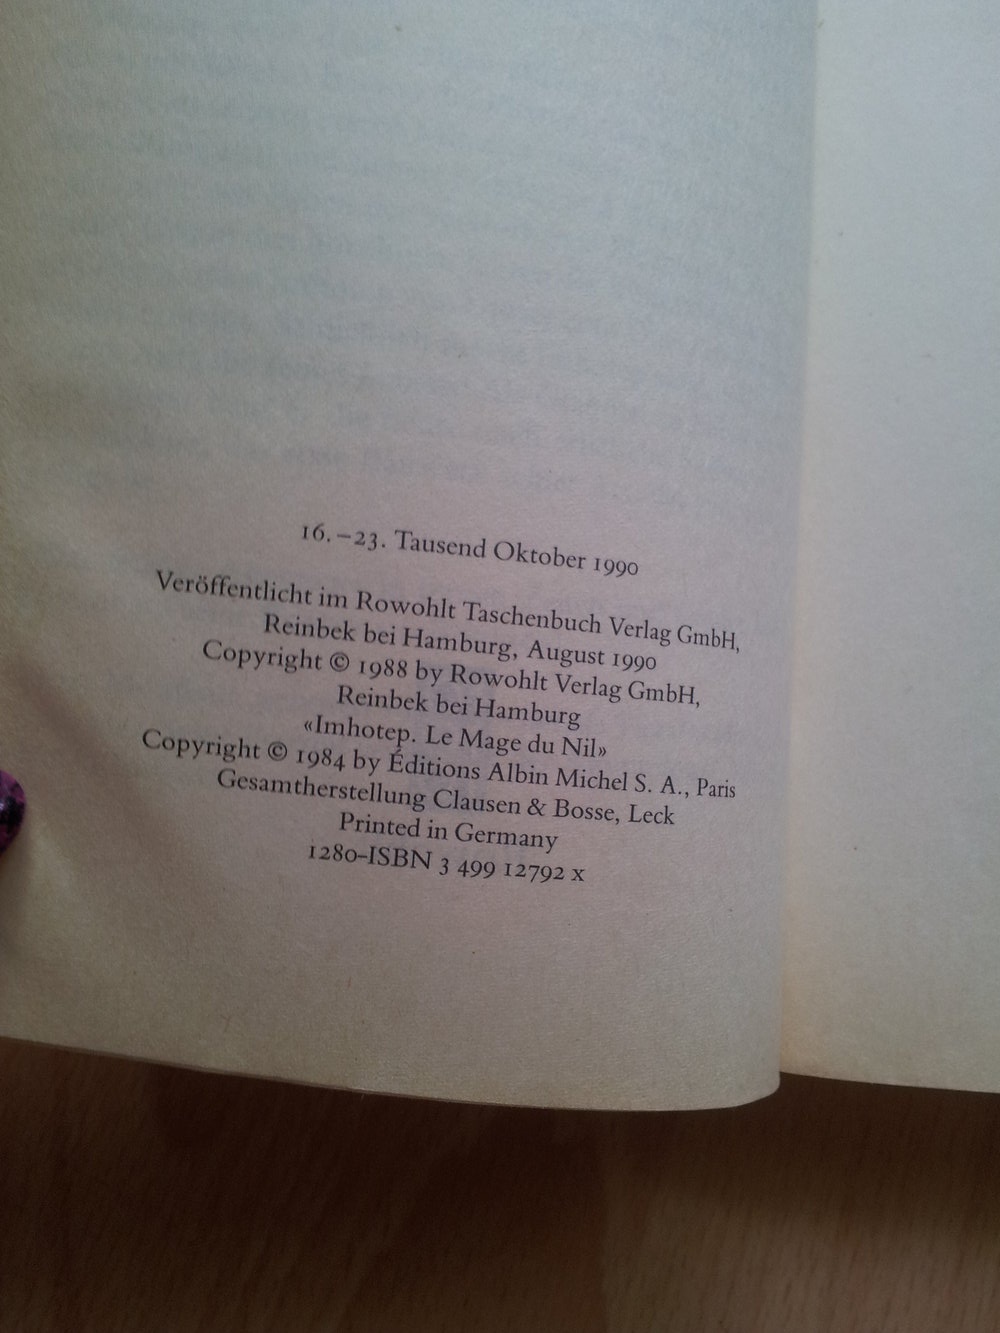 16.–23. Tausend Oktober 1990
Veröffentlicht im Rowohlt Taschenbuch Verlag GmbH,
Reinbek bei Hamburg, August 1990
Copyright © 1988 by Rowohlt Verlag GmbH,
Reinbek bei Hamburg
«Imhotep. Le Mage du Nil»
Copyright © 1984 by Éditions Albin Michel S. A., Paris
Gesamtherstellung Clausen & Bosse, Leck
Printed in Germany
1280–ISBN 3 499 12792 x